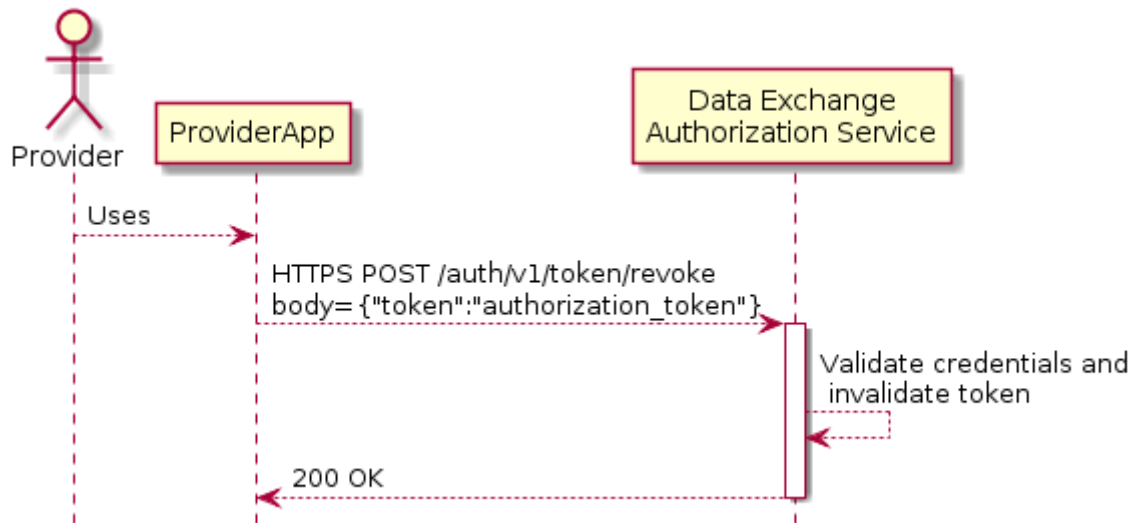 Provider
ProviderApp
Data Exchange
Authorization Service
Uses
HTTPS POST /auth/v1/token/revoke
body={"token":"authorization_token"}
Validate credentials and
invalidate token
200 OK